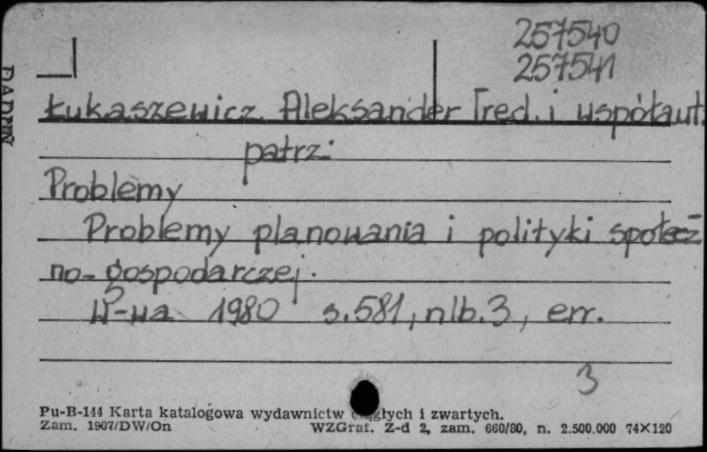 257540
257541
Łukaszewicz Aleksander [red. i współaut.
patrz:
Problemy
Problemy planowania i polityki społecz
no-gospodarczej.
W-wa 1980 s.581, nlb.3, err.
3
Pu-B-144 Karta katalogowa wydawnictw ciągłych i zwartych.
Zam. 1907/DW/On WZGraf. Z-d 2, zam. 660/80, n. 2.500.000 74×120